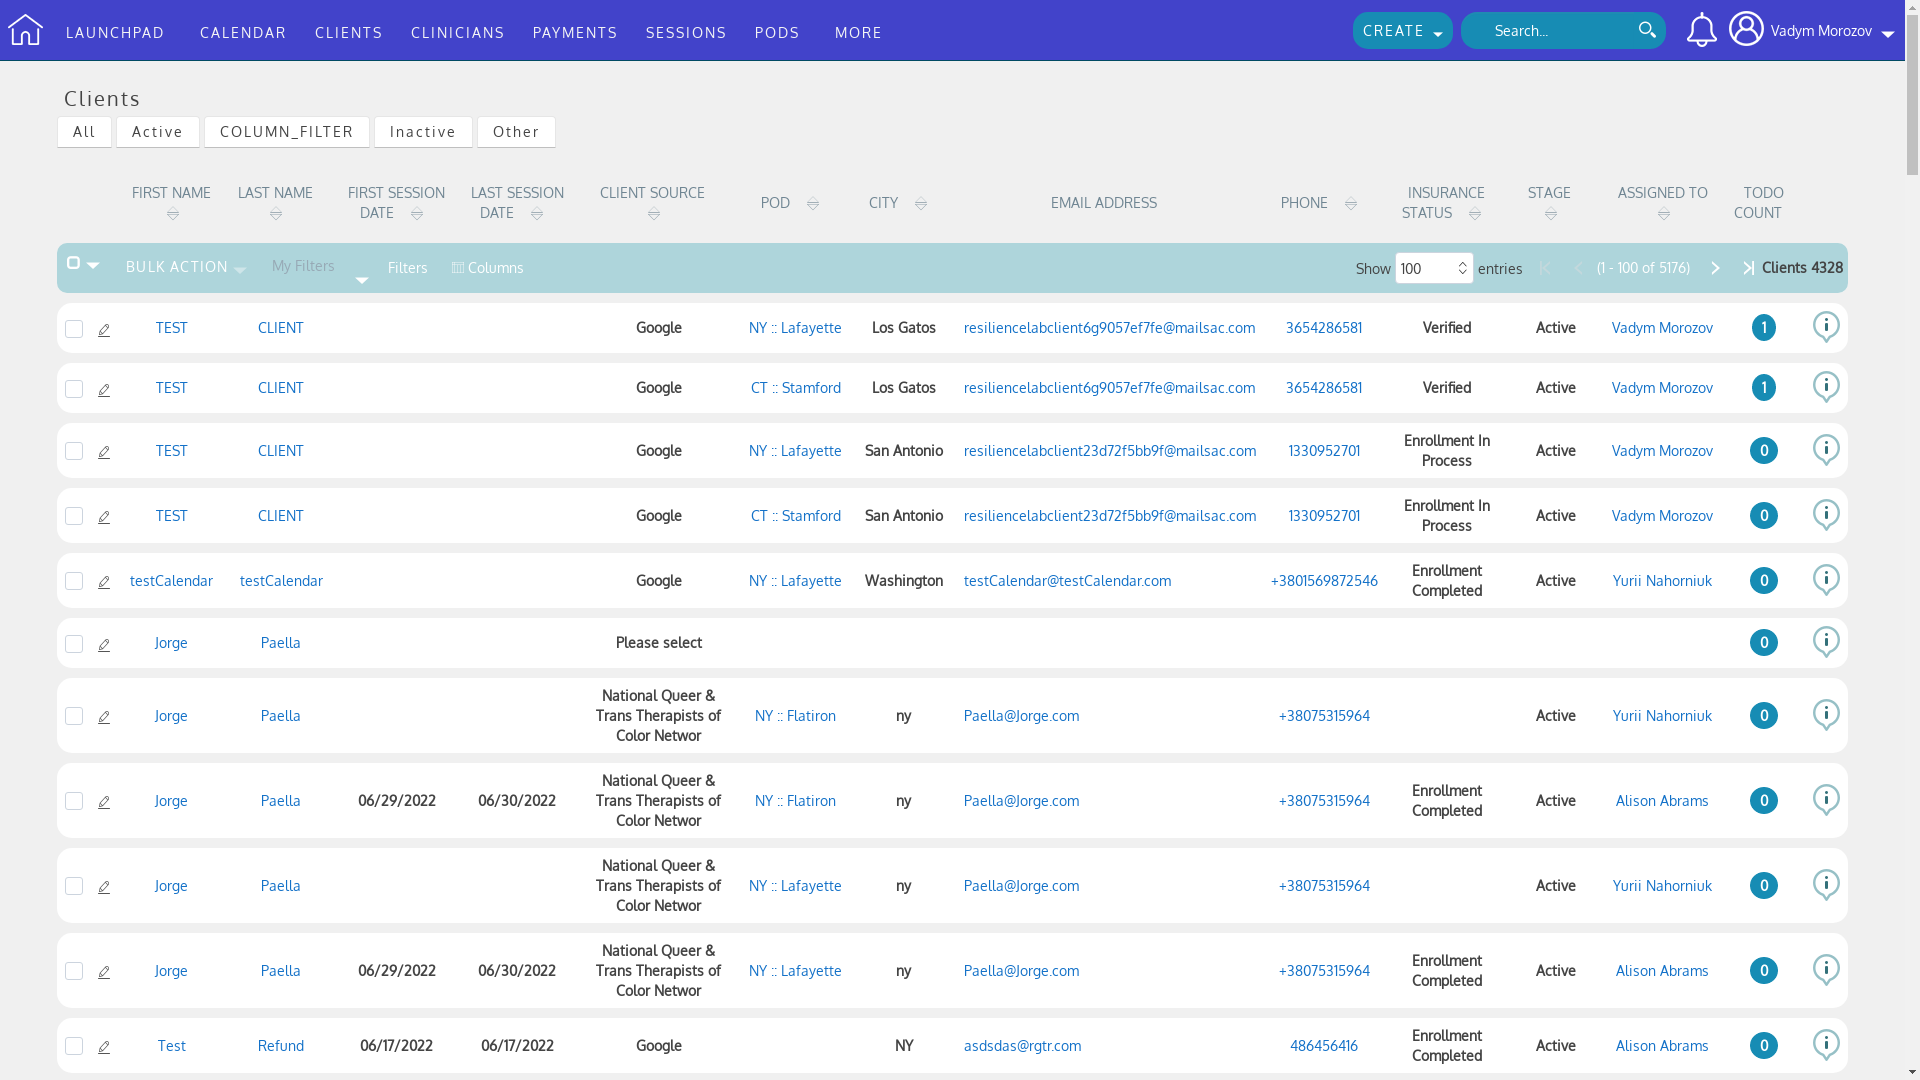 LAUNCHPAD CALENDAR CLIENTS CLINICIANS PAYMENTS SESSIONS PODS MORE CREATE Search... Vadym Morozov
Clients
All Active COLUMN_FILTER Inactive Other
FIRST NAME LAST NAME FIRST SESSION DATE LAST SESSION DATE CLIENT SOURCE POD CITY EMAIL ADDRESS PHONE INSURANCE STATUS STAGE ASSIGNED TO TODO COUNT
BULK ACTION My Filters Filters Columns Show 100 entries (1 - 100 of 5176) Clients 4328
TEST CLIENT Google NY :: Lafayette Los Gatos resiliencelabclient6g9057ef7fe@mailsac.com 3654286581 Verified Active Vadym Morozov 1
TEST CLIENT Google CT :: Stamford Los Gatos resiliencelabclient6g9057ef7fe@mailsac.com 3654286581 Verified Active Vadym Morozov 1
TEST CLIENT Google NY :: Lafayette San Antonio resiliencelabclient23d72f5bb9f@mailsac.com 1330952701 Enrollment In Process Active Vadym Morozov 0
TEST CLIENT Google CT :: Stamford San Antonio resiliencelabclient23d72f5bb9f@mailsac.com 1330952701 Enrollment In Process Active Vadym Morozov 0
testCalendar testCalendar Google NY :: Lafayette Washington testCalendar@testCalendar.com +3801569872546 Enrollment Completed Active Yurii Nahorniuk 0
Jorge Paella Please select 0
Jorge Paella National Queer & Trans Therapists of Color Networ NY :: Flatiron ny Paella@Jorge.com +38075315964 Active Yurii Nahorniuk 0
Jorge Paella 06/29/2022 06/30/2022 National Queer & Trans Therapists of Color Networ NY :: Flatiron ny Paella@Jorge.com +38075315964 Enrollment Completed Active Alison Abrams 0
Jorge Paella National Queer & Trans Therapists of Color Networ NY :: Lafayette ny Paella@Jorge.com +38075315964 Active Yurii Nahorniuk 0
Jorge Paella 06/29/2022 06/30/2022 National Queer & Trans Therapists of Color Networ NY :: Lafayette ny Paella@Jorge.com +38075315964 Enrollment Completed Active Alison Abrams 0
Test Refund 06/17/2022 06/17/2022 Google NY asdsdas@rgtr.com 486456416 Enrollment Completed Active Alison Abrams 0